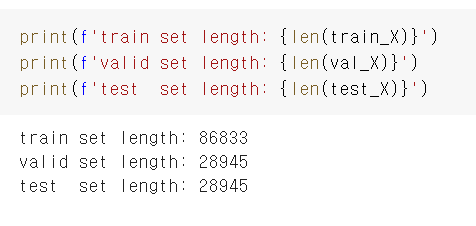 print(f'train set length: {len(train_X)}')
print(f'valid set length: {len(val_X)}')
print(f'test  set length: {len(test_X)}')
train set length: 86833
valid set length: 28945
test  set length: 28945